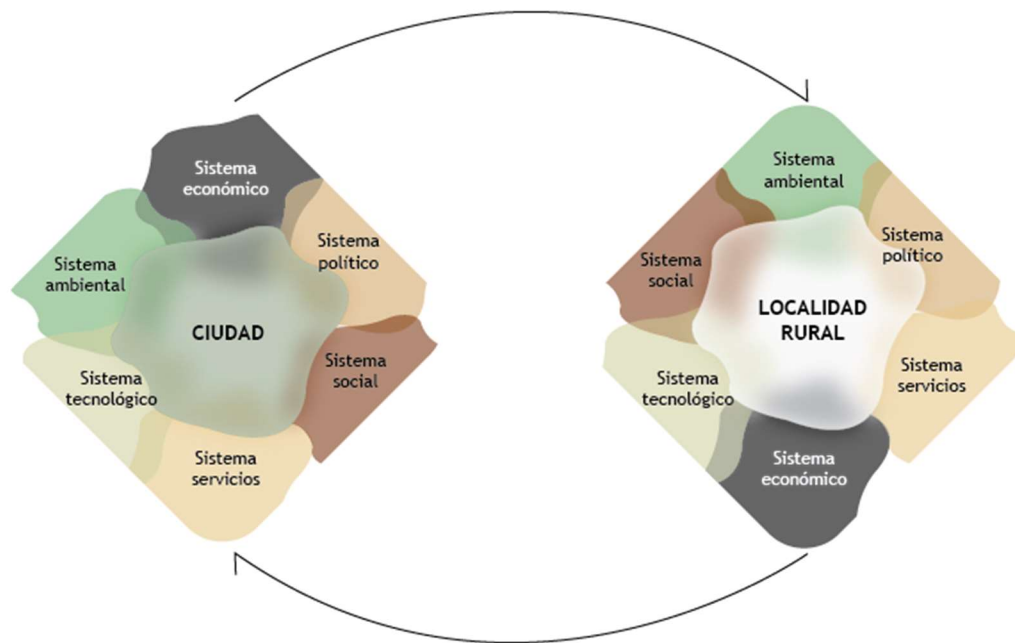 Sistema
económico
Sistema
político
Sistema
ambiental
CIUDAD
Sistema
social
Sistema
tecnológico
Sistema
servicios
Sistema
ambiental
Sistema
político
Sistema
social
LOCALIDAD
RURAL
Sistema
servicios
Sistema
tecnológico
Sistema
económico